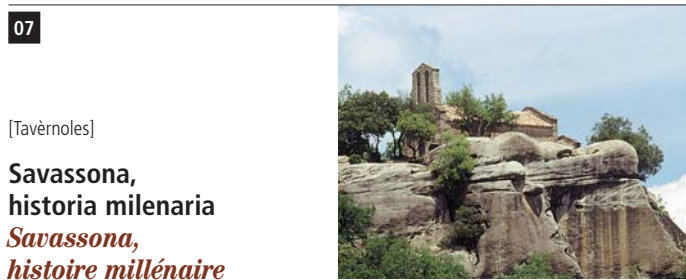 07
[Tavèrnoles]
Savassona,
historia milenaria
Savassona,
histoire millénaire